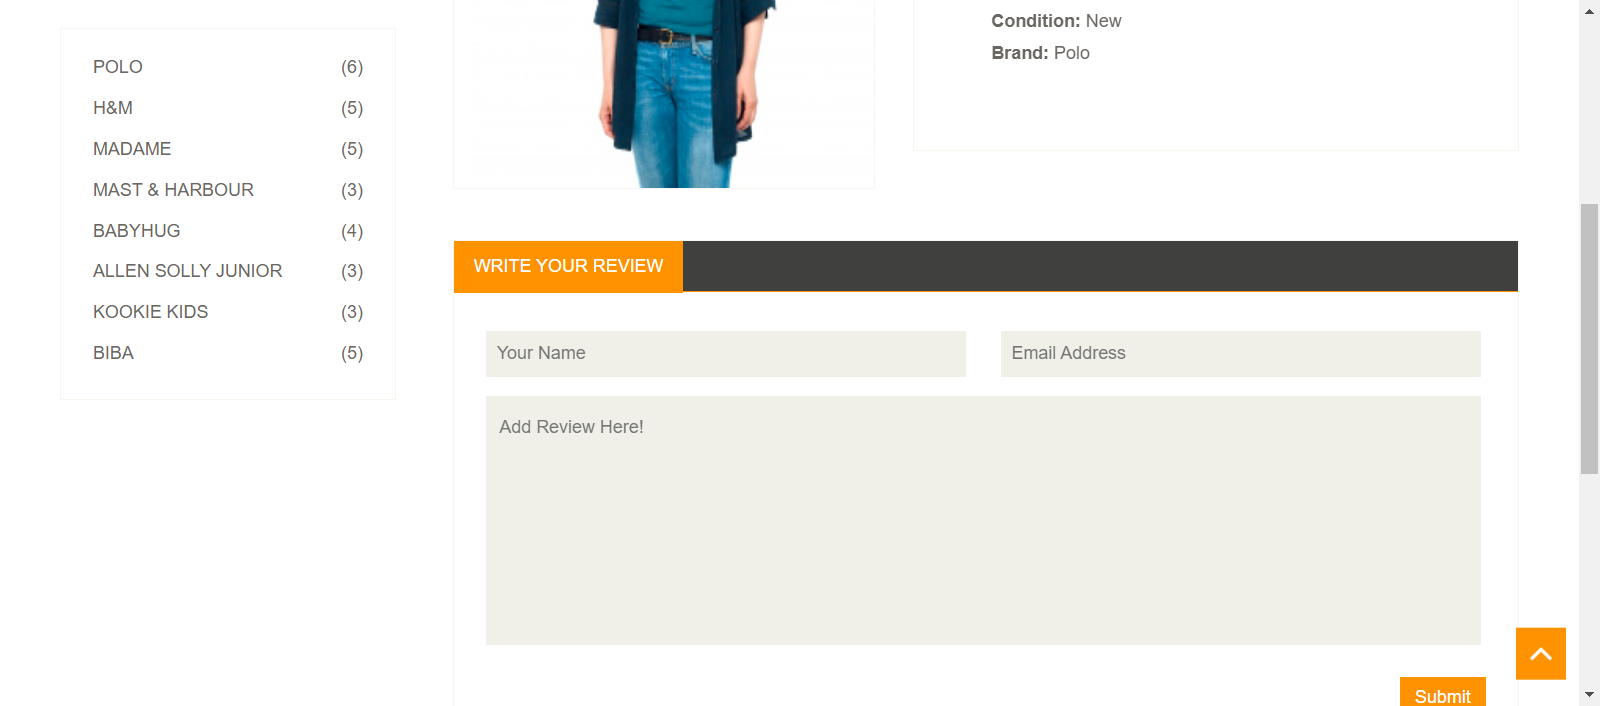 POLO (6)
H&M (5)
MADAME (5)
MAST & HARBOUR (3)
BABYHUG (4)
ALLEN SOLLY JUNIOR (3)
KOOKIE KIDS (3)
BIBA (5)
Condition: New
Brand: Polo
WRITE YOUR REVIEW
Your Name
Email Address
Add Review Here!
Submit